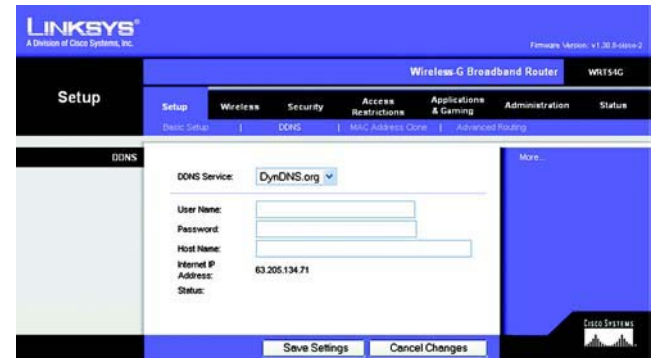 LINKSYS®
A Division of Cisco Systems, Inc.
Firmware Version: v1.30.5-cisco-2
Wireless-G Broadband Router WRT54G
Setup
Setup Wireless Security Access Restrictions Applications & Gaming Administration Status
Basic Setup | DDNS | MAC Address Clone | Advanced Routing
DDNS
More...
DDNS Service: DynDNS.org
User Name:
Password:
Host Name:
Internet IP Address: 63.205.134.71
Status:
Save Settings Cancel Changes
CISCO SYSTEMS